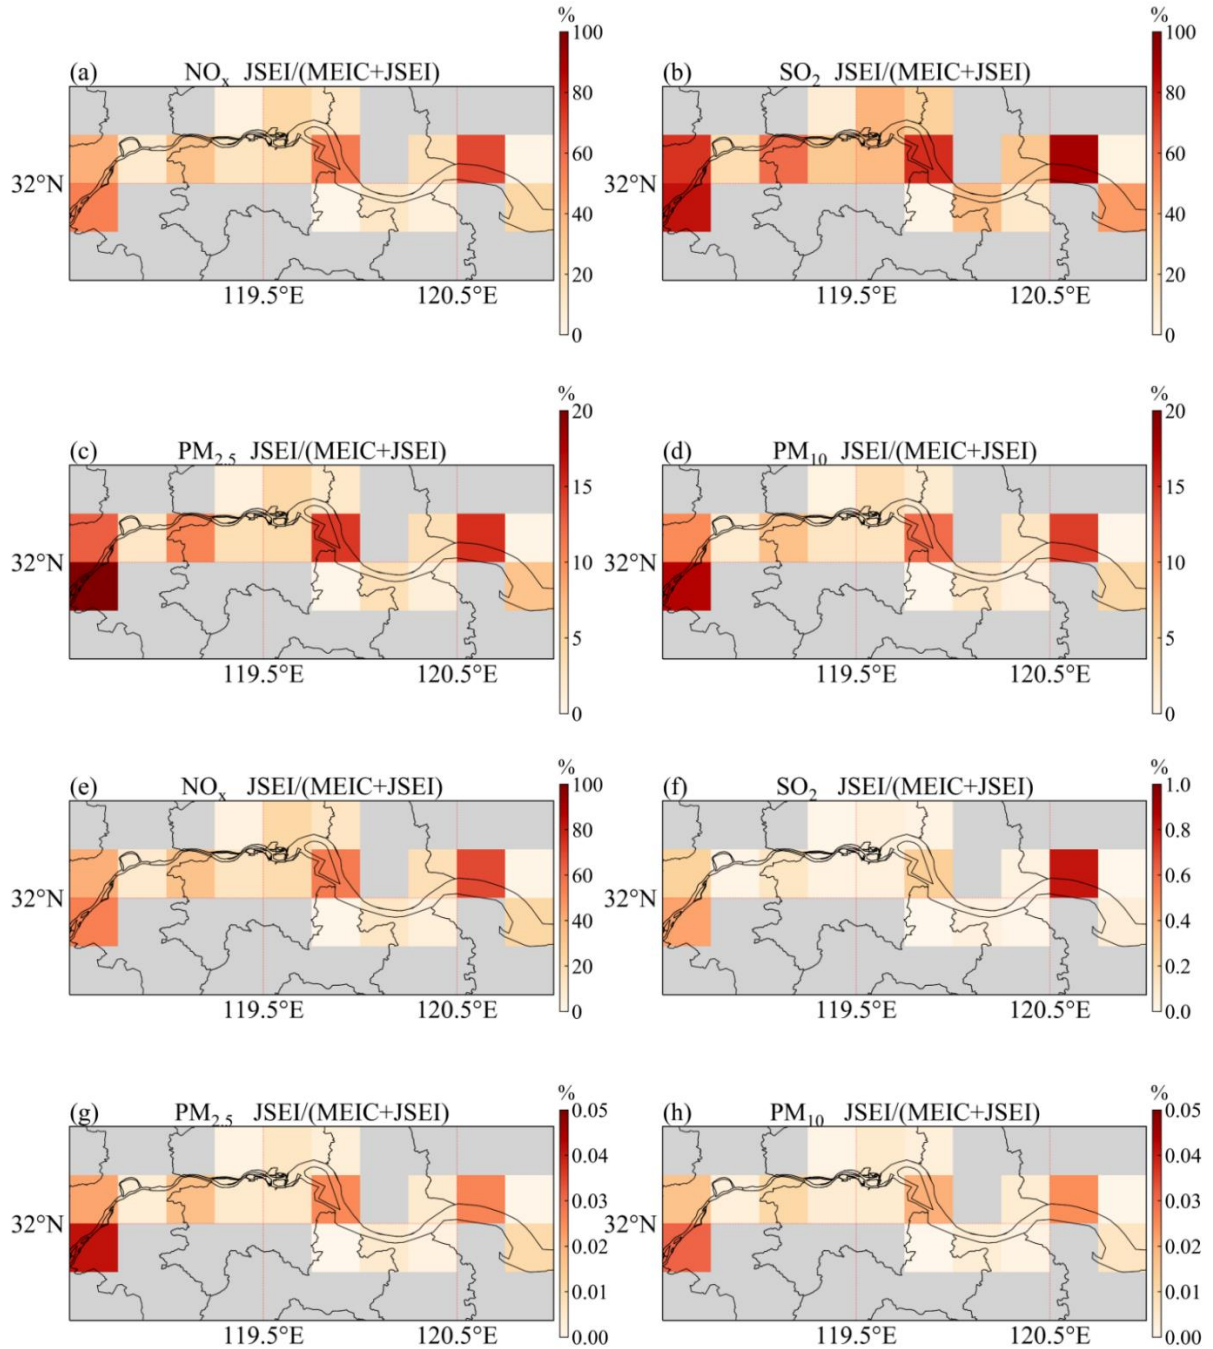 %
100
(a) NOx JSEI/(MEIC+JSEI)
80
60
32°N
40
20
119.5°E 120.5°E
0
%
100
(b) SO2 JSEI/(MEIC+JSEI)
80
60
40
20
119.5°E 120.5°E
0
%
20
(c) PM2.5 JSEI/(MEIC+JSEI)
15
32°N
10
5
119.5°E 120.5°E
0
%
20
(d) PM10 JSEI/(MEIC+JSEI)
15
10
5
119.5°E 120.5°E
0
(e) NOx JSEI/(MEIC+JSEI)
%
100
80
60
32°N
40
20
0
119.5°E 120.5°E
(f) SO2 JSEI/(MEIC+JSEI)
%
1.0
0.8
0.6
0.4
0.2
0.0
119.5°E 120.5°E
%
(g) PM2.5 JSEI/(MEIC+JSEI)
0.05
0.04
0.03
32°N
0.02
0.01
0.00
119.5°E 120.5°E
%
(h) PM10 JSEI/(MEIC+JSEI)
0.05
0.04
0.03
0.02
0.01
0.00
119.5°E 120.5°E